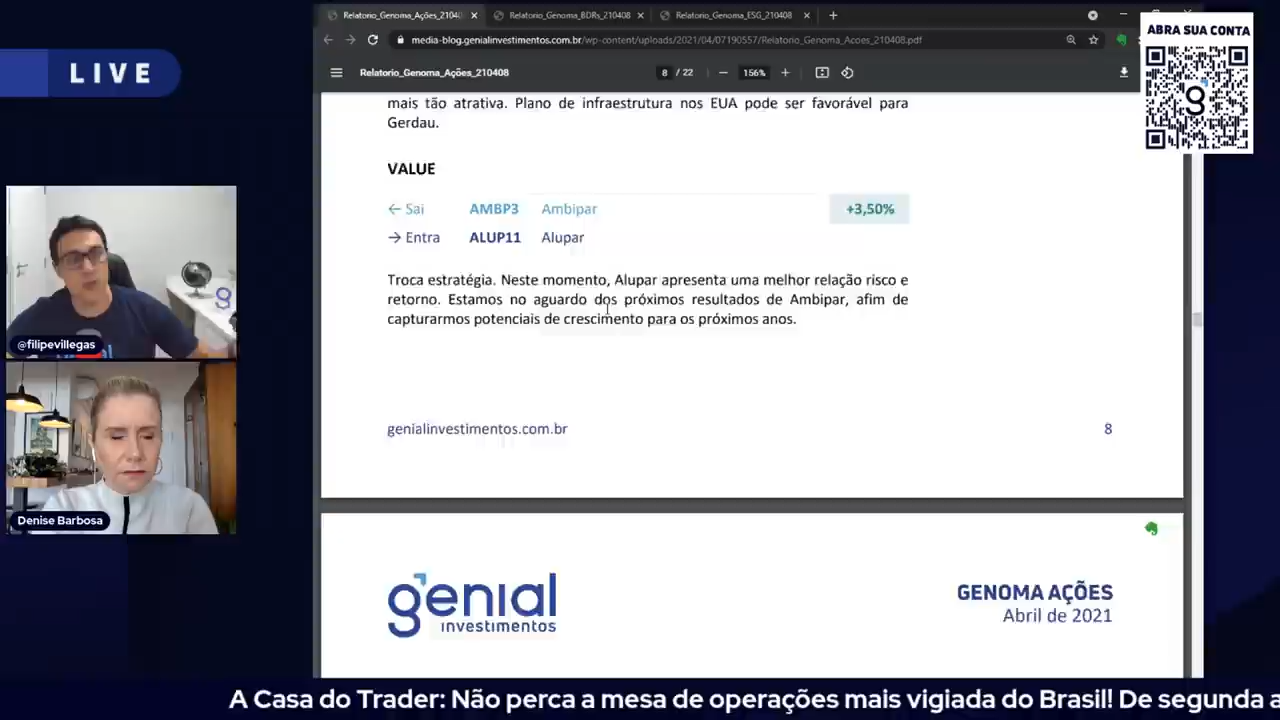 LIVE
Relatorio_Genoma_Ações_2104
Relatorio_Genoma_BDRs_210408
Relatorio_Genoma_ESG_210408
media-blog.genialinvestimentos.com.br/wp-content/uploads/2021/04/07190557/Relatorio_Genoma_Acoes_210408.pdf
Relatorio_Genoma_Ações_210408
8 / 22
156%
ABRA SUA CONTA
mais tão atrativa. Plano de infraestrutura nos EUA pode ser favorável para
Gerdau.
VALUE
← Sai AMBP3 Ambipar +3,50%
→ Entra ALUP11 Alupar
Troca estratégia. Neste momento, Alupar apresenta uma melhor relação risco e
retorno. Estamos no aguardo dos próximos resultados de Ambipar, afim de
capturarmos potenciais de crescimento para os próximos anos.
genialinvestimentos.com.br 8
@filipevillegas
Denise Barbosa
genial
investimentos
GENOMA AÇÕES
Abril de 2021
A Casa do Trader: Não perca a mesa de operações mais vigiada do Brasil! De segunda a